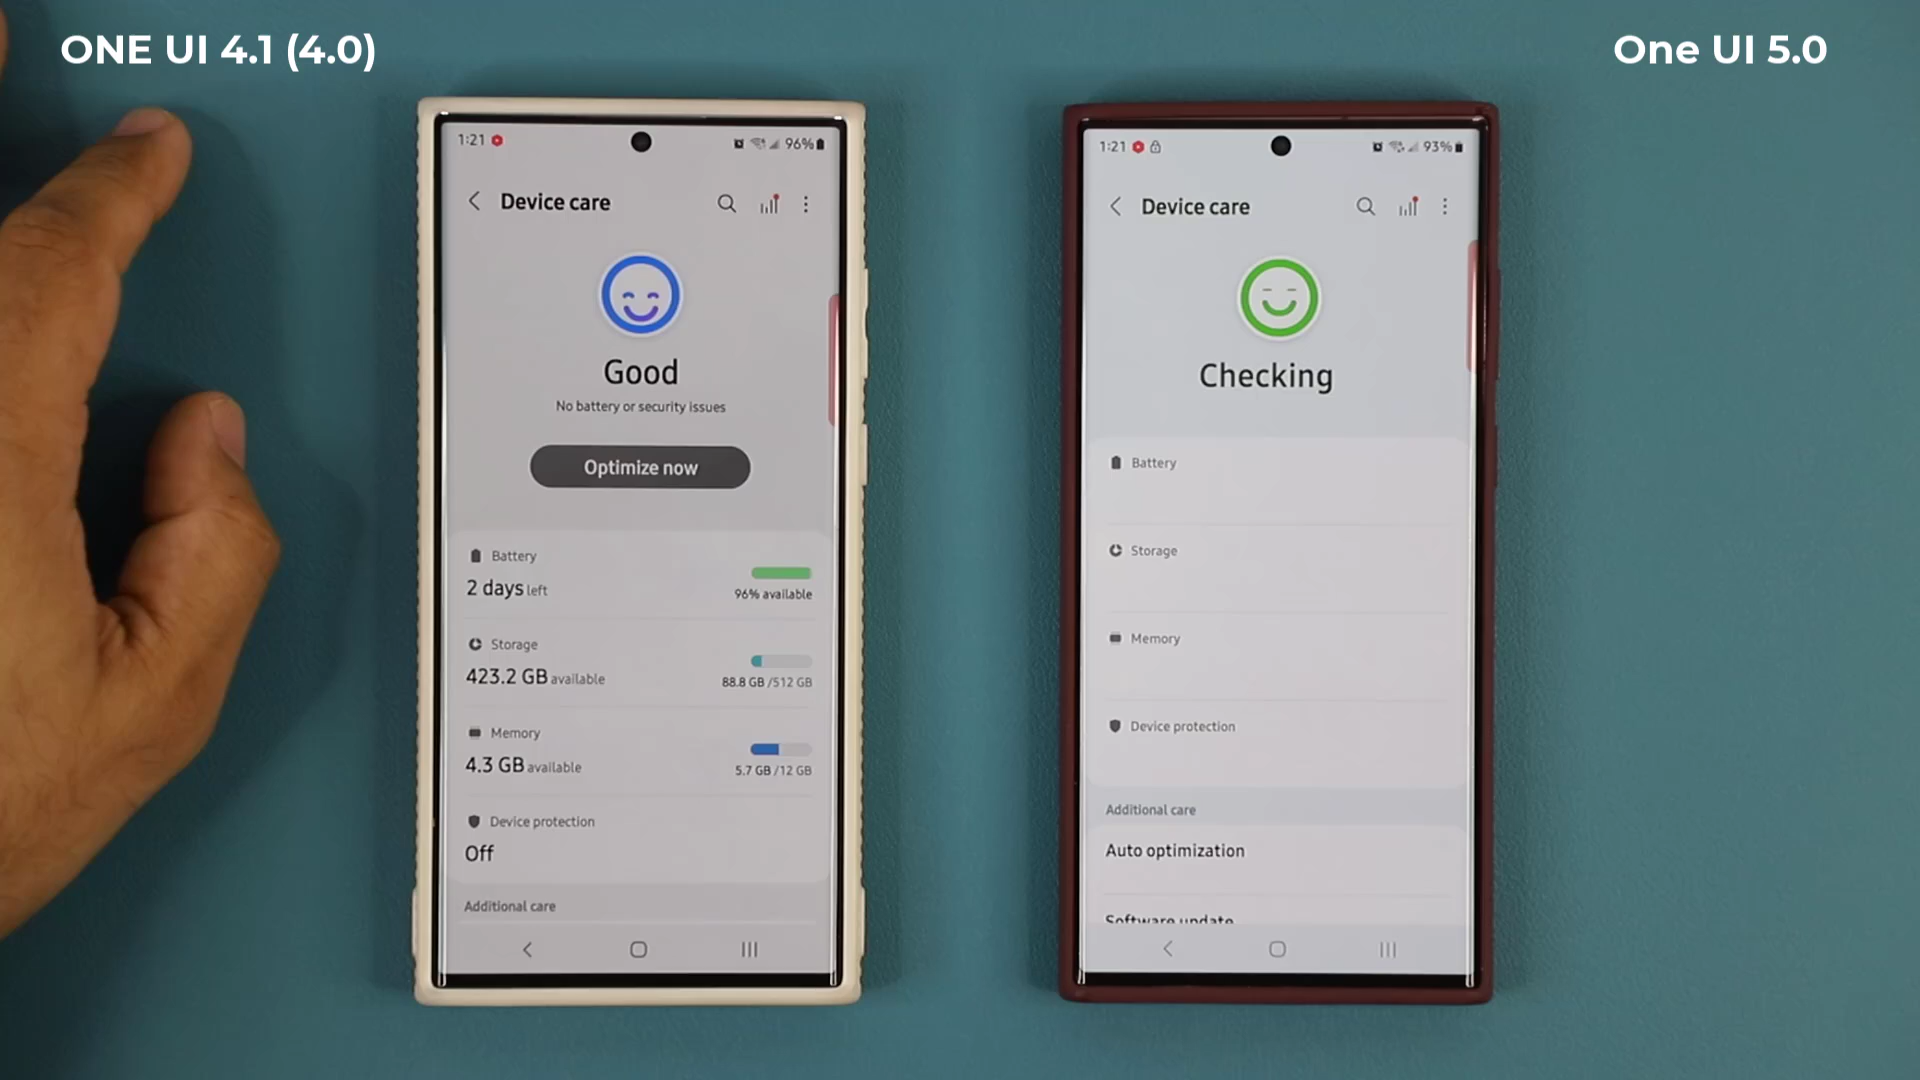 ONE UI 4.1 (4.0)
One UI 5.0
1:21
96%
Device care
Good
No battery or security issues
Optimize now
Battery
2 days left
96% available
Storage
423.2 GB available
88.8 GB /512 GB
Memory
4.3 GB available
5.7 GB /12 GB
Device protection
Off
Additional care
1:21
93%
Device care
Checking
Battery
Storage
Memory
Device protection
Additional care
Auto optimization
Software update